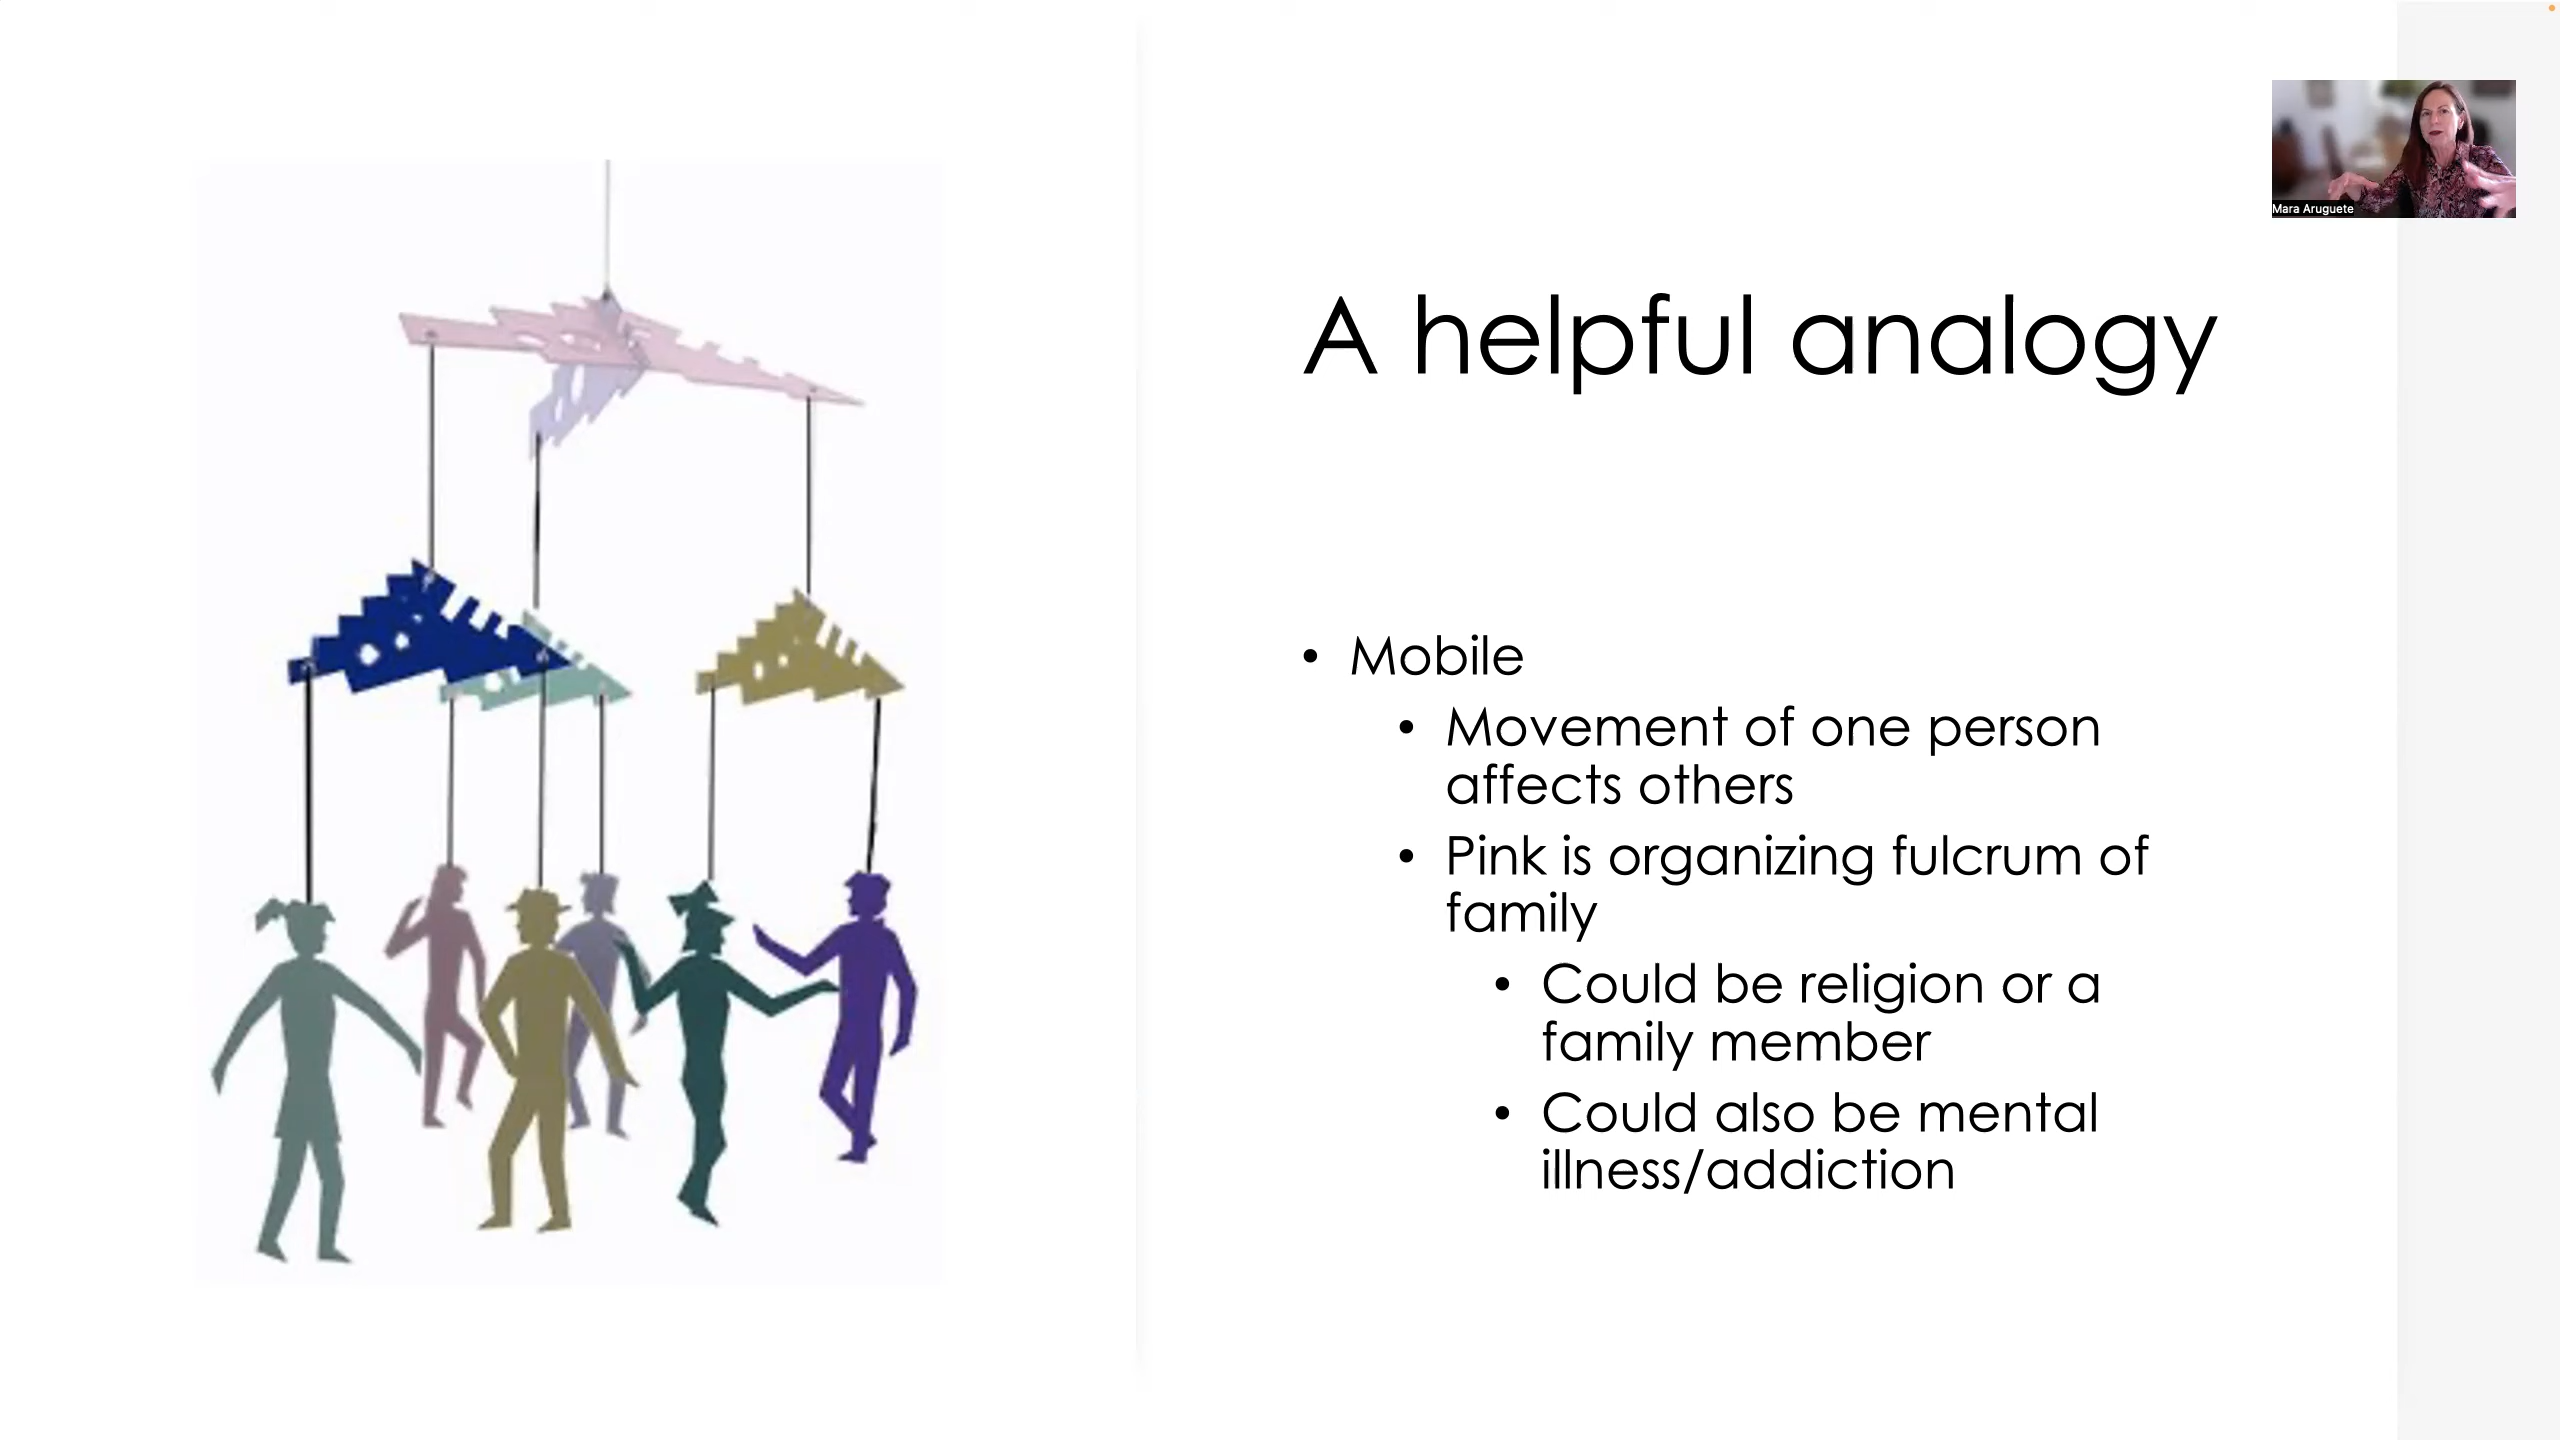 Mara Aruguete
A helpful analogy
• Mobile
• Movement of one person
affects others
• Pink is organizing fulcrum of
family
• Could be religion or a
family member
• Could also be mental
illness/addiction